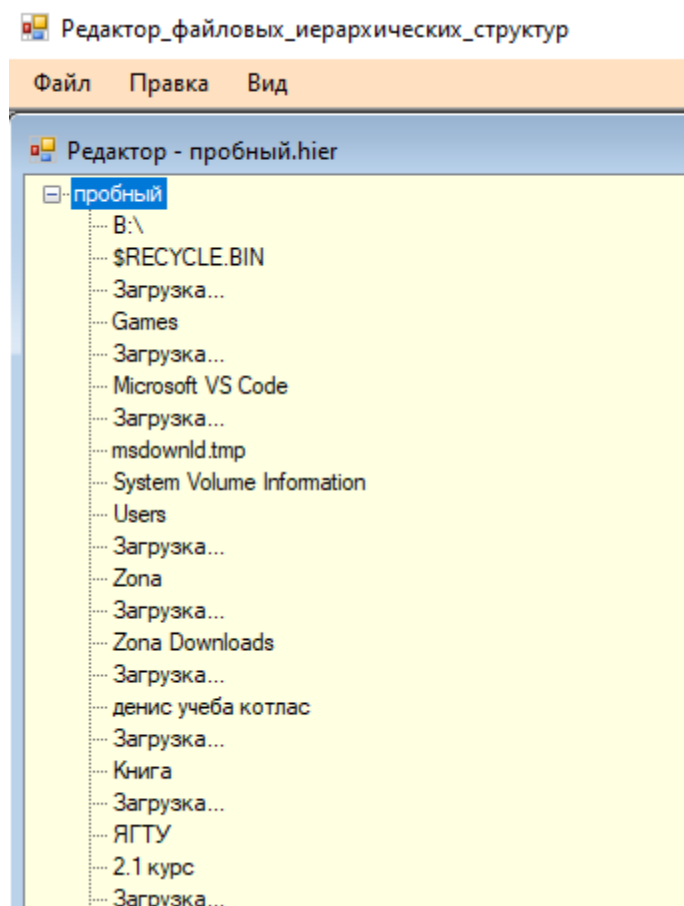 Редактор_файловых_иерархических_структур
Файл Правка Вид
Редактор - пробный.hier
пробный
B:\
$RECYCLE.BIN
Загрузка...
Games
Загрузка...
Microsoft VS Code
Загрузка...
msdownld.tmp
System Volume Information
Users
Загрузка...
Zona
Загрузка...
Zona Downloads
Загрузка...
денис учеба котлас
Загрузка...
Книга
Загрузка...
ЯГТУ
2.1 курс
Загрузка...